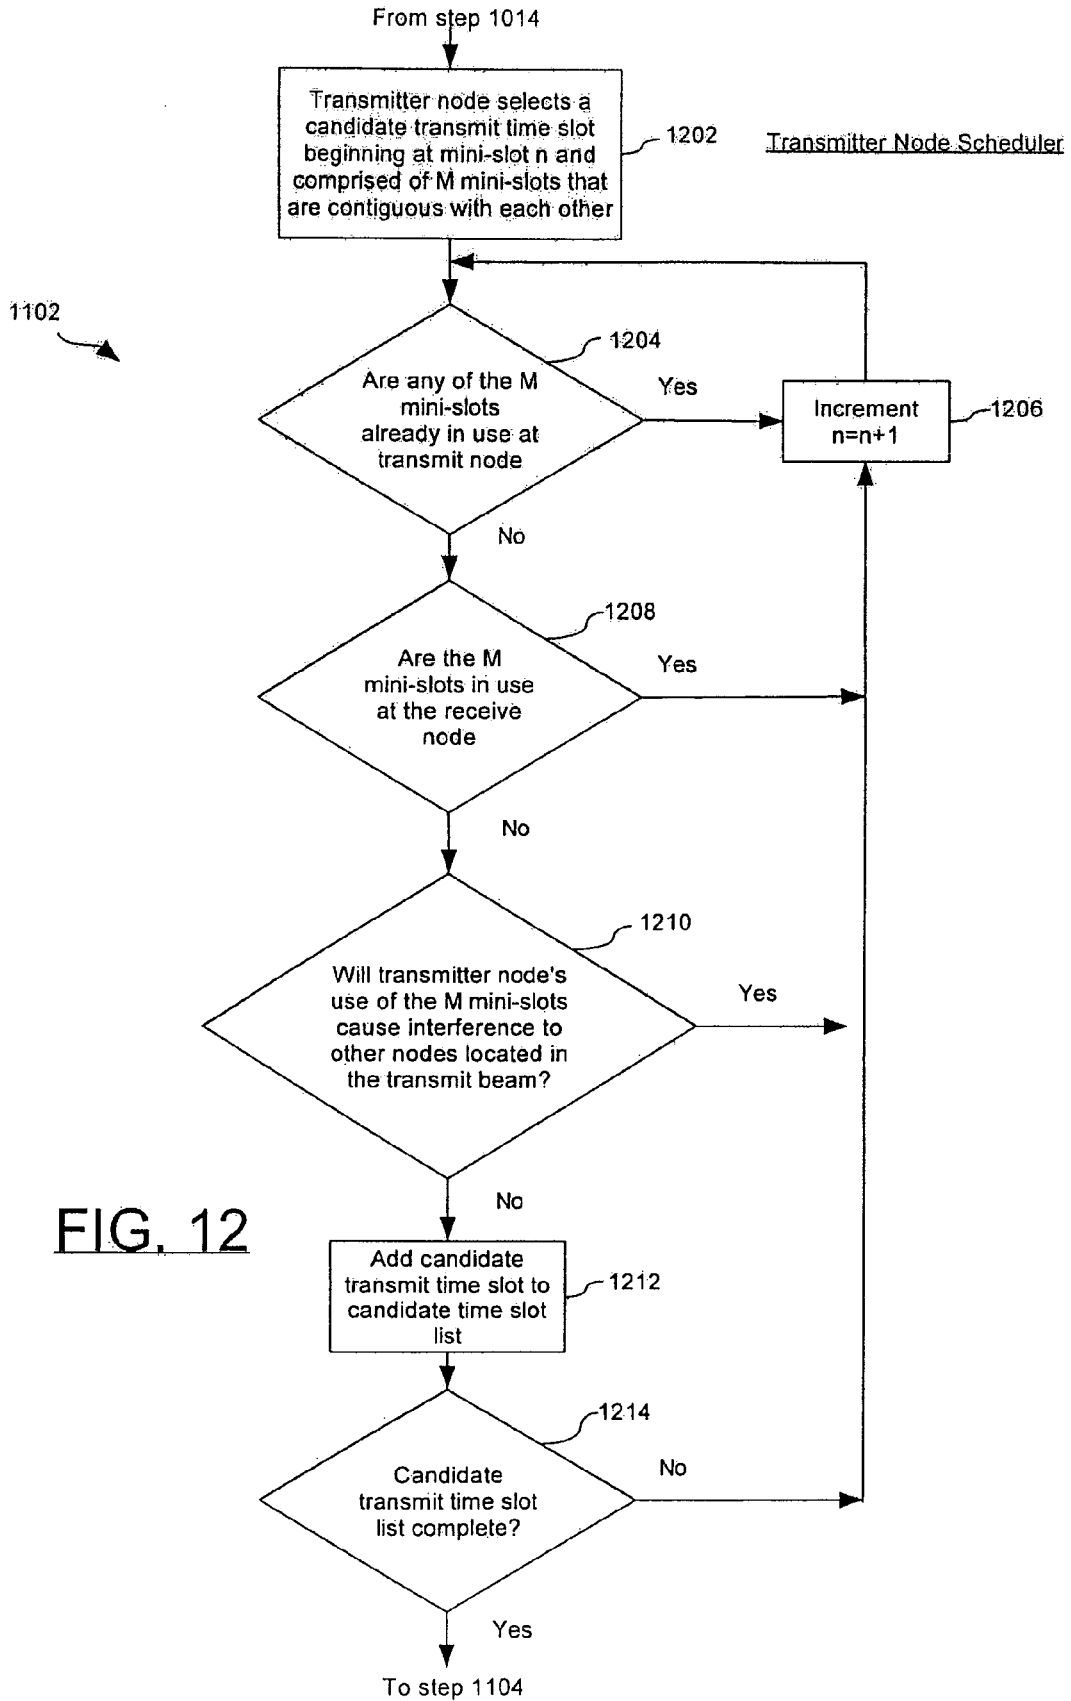 From step 1014
Transmitter node selects a
candidate transmit time slot
beginning at mini-slot n and
comprised of M mini-slots that
are contiguous with each other
1202
Transmitter Node Scheduler
1102
1204
Are any of the M
mini-slots
already in use at
transmit node
Yes
Increment
n=n+1
1206
No
1208
Are the M
mini-slots in use
at the receive
node
Yes
No
1210
Will transmitter node's
use of the M mini-slots
cause interference to
other nodes located in
the transmit beam?
Yes
No
FIG. 12
Add candidate
transmit time slot to
candidate time slot
list
1212
1214
Candidate
transmit time slot
list complete?
No
Yes
To step 1104